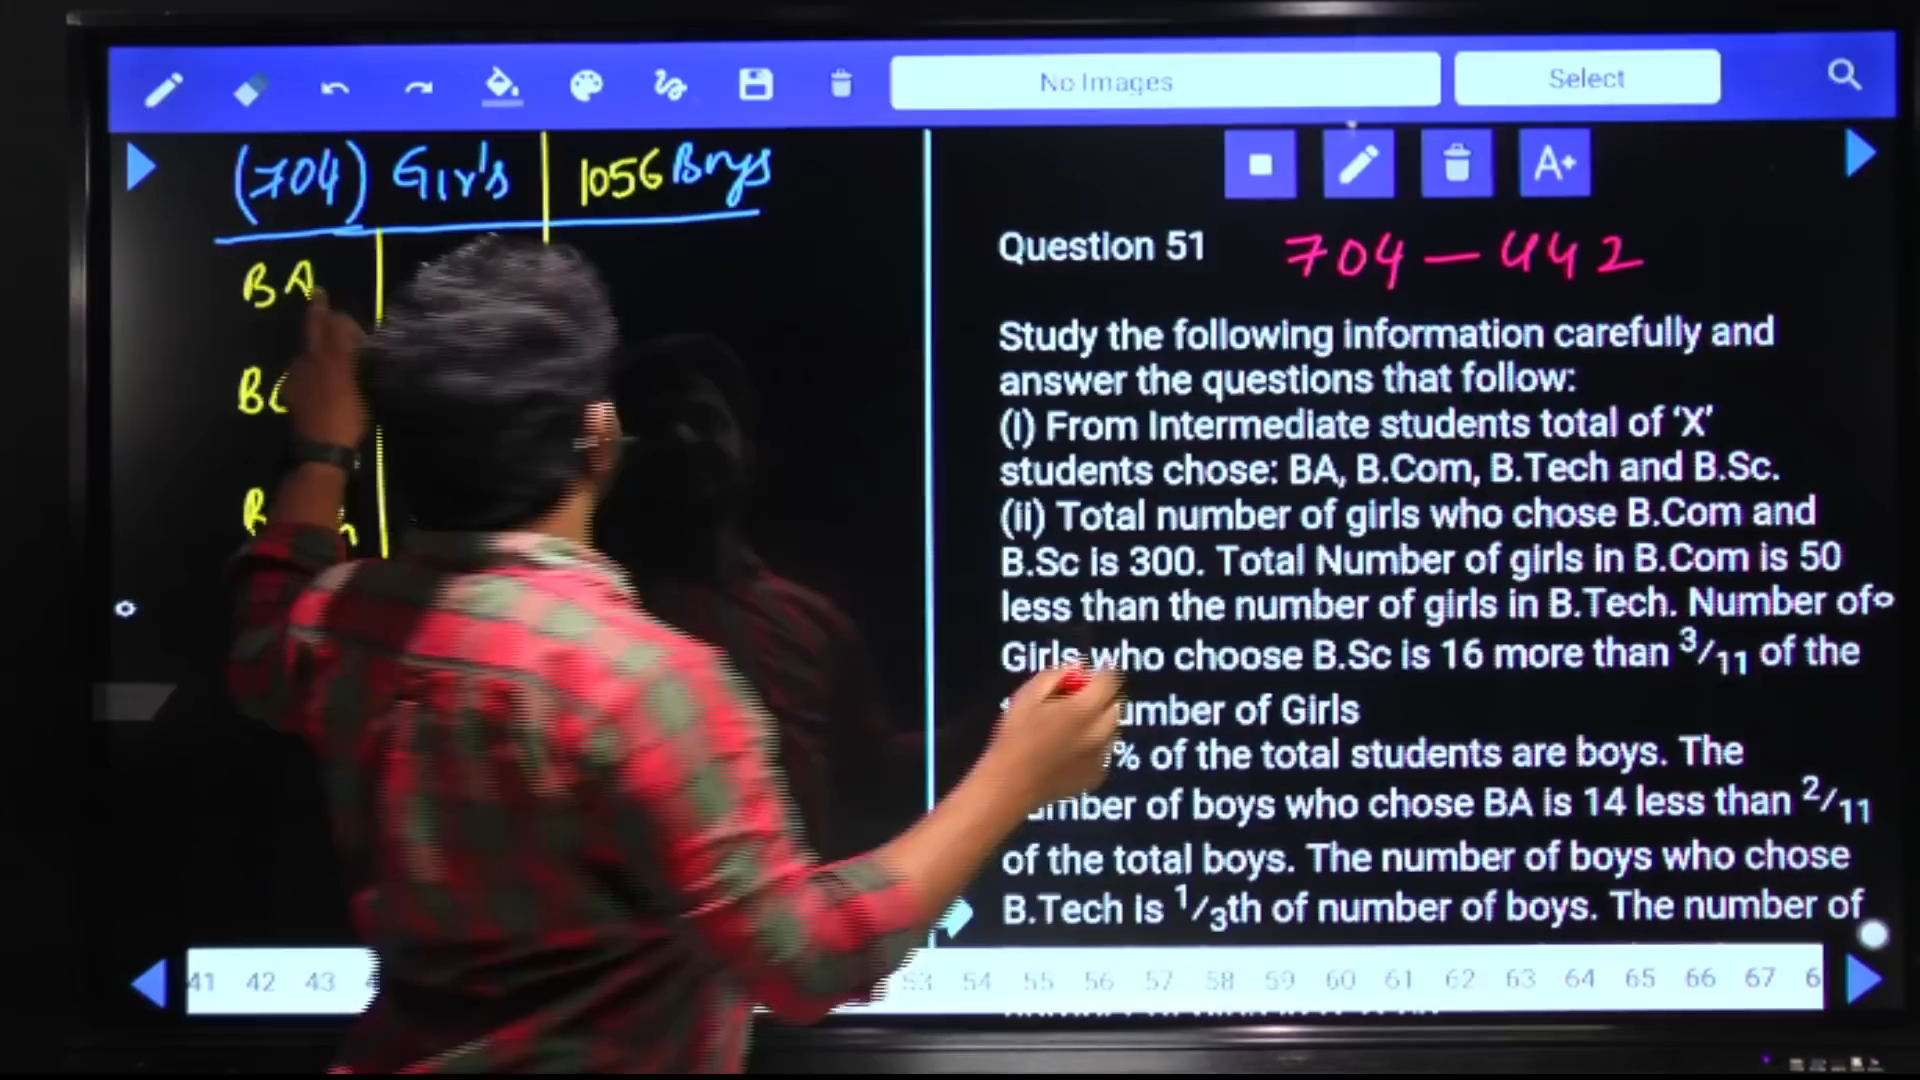 No Images
Select
(704) Girs
1056 Boys
A+
BA
Question 51
704 — 442
Study the following information carefully and
answer the questions that follow:
(i) From Intermediate students total of ‘X’
students chose: BA, B.Com, B.Tech and B.Sc.
(ii) Total number of girls who chose B.Com and
B.Sc is 300. Total Number of girls in B.Com is 50
less than the number of girls in B.Tech. Number of
Girls who choose B.Sc is 16 more than 3/11 of the
number of Girls
% of the total students are boys. The
number of boys who chose BA is 14 less than 2/11
of the total boys. The number of boys who chose
B.Tech is 1/3th of number of boys. The number of
41 42 43 53 54 55 56 57 58 59 60 61 62 63 64 65 66 67 6